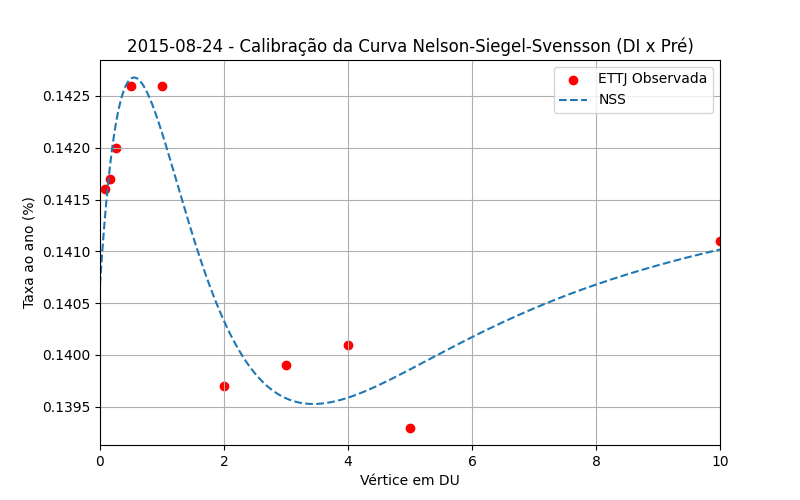 2015-08-24 - Calibração da Curva Nelson-Siegel-Svensson (DI x Pré)
ETTJ Observada
NSS
Taxa ao ano (%)
0.1425
0.1420
0.1415
0.1410
0.1405
0.1400
0.1395
0
2
4
6
8
10
Vértice em DU